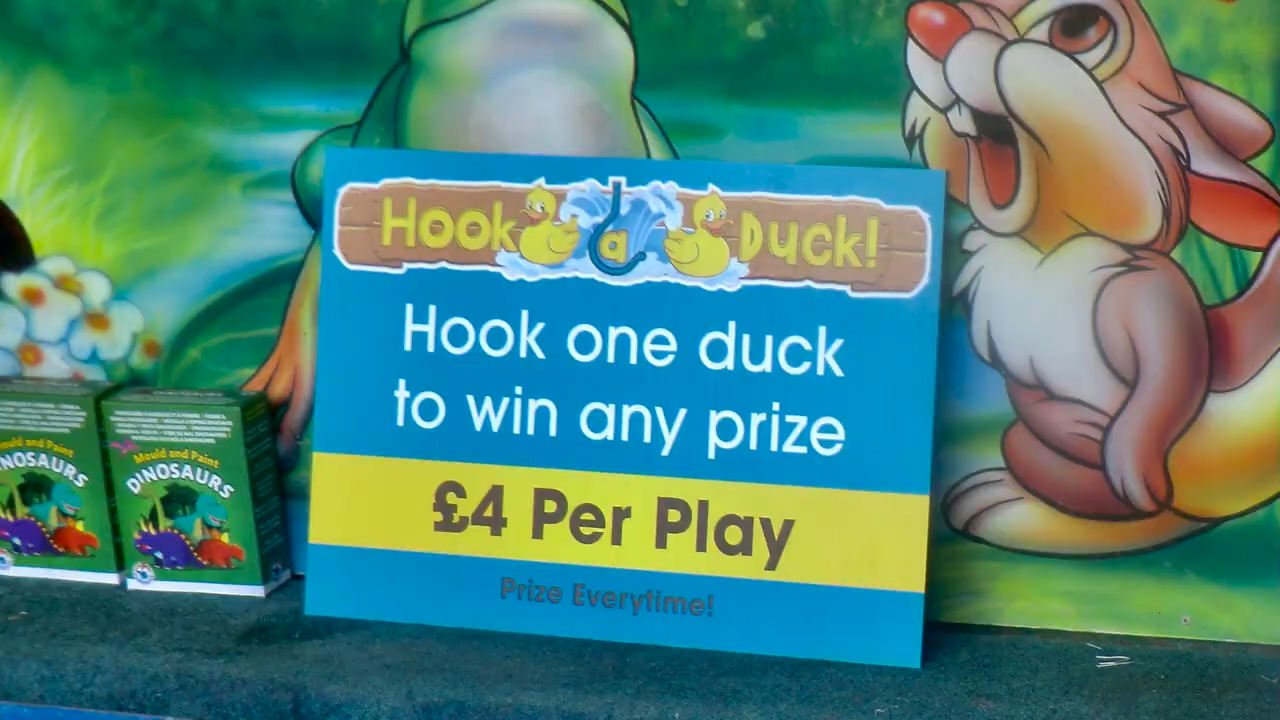 Hook a Duck!
Hook one duck
to win any prize
£4 Per Play
Prize Everytime!
Mould and Paint
DINOSAURS
Mould and Paint
DINOSAURS